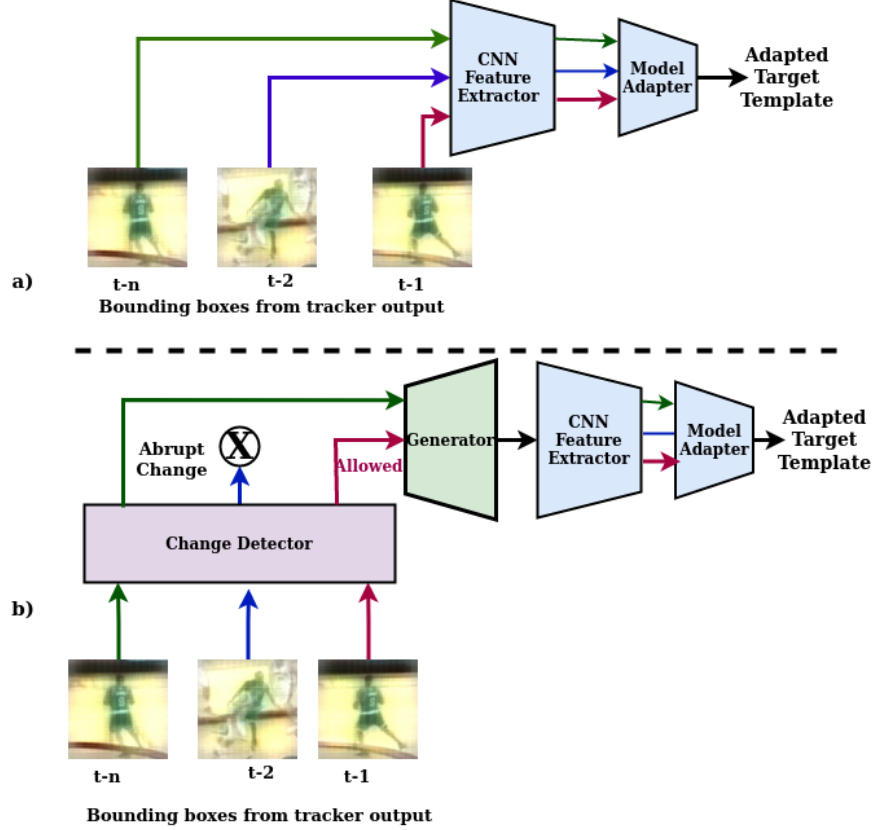 CNN
Feature
Extractor
Model
Adapter
Adapted
Target
Template
t-n
t-2
t-1
a)
Bounding boxes from tracker output
Abrupt
Change
X
Allowed
Generator
CNN
Feature
Extractor
Model
Adapter
Adapted
Target
Template
Change Detector
b)
t-n
t-2
t-1
Bounding boxes from tracker output